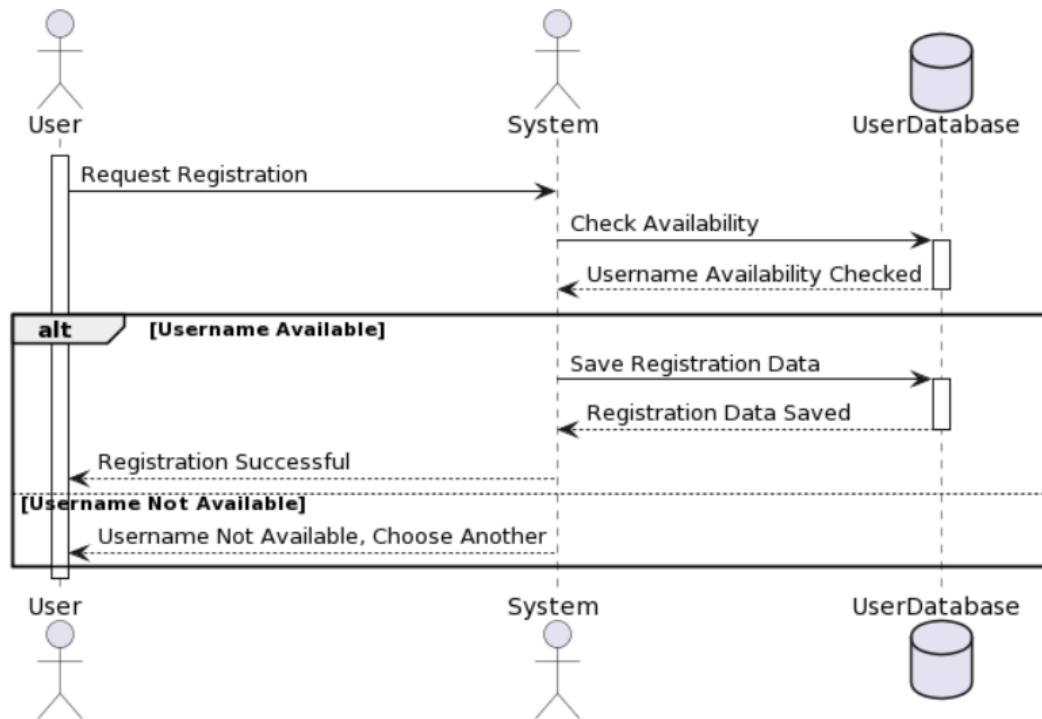 User
System
UserDatabase
Request Registration
Check Availability
Username Availability Checked
alt
[Username Available]
Save Registration Data
Registration Data Saved
Registration Successful
[Username Not Available]
Username Not Available, Choose Another
User
System
UserDatabase